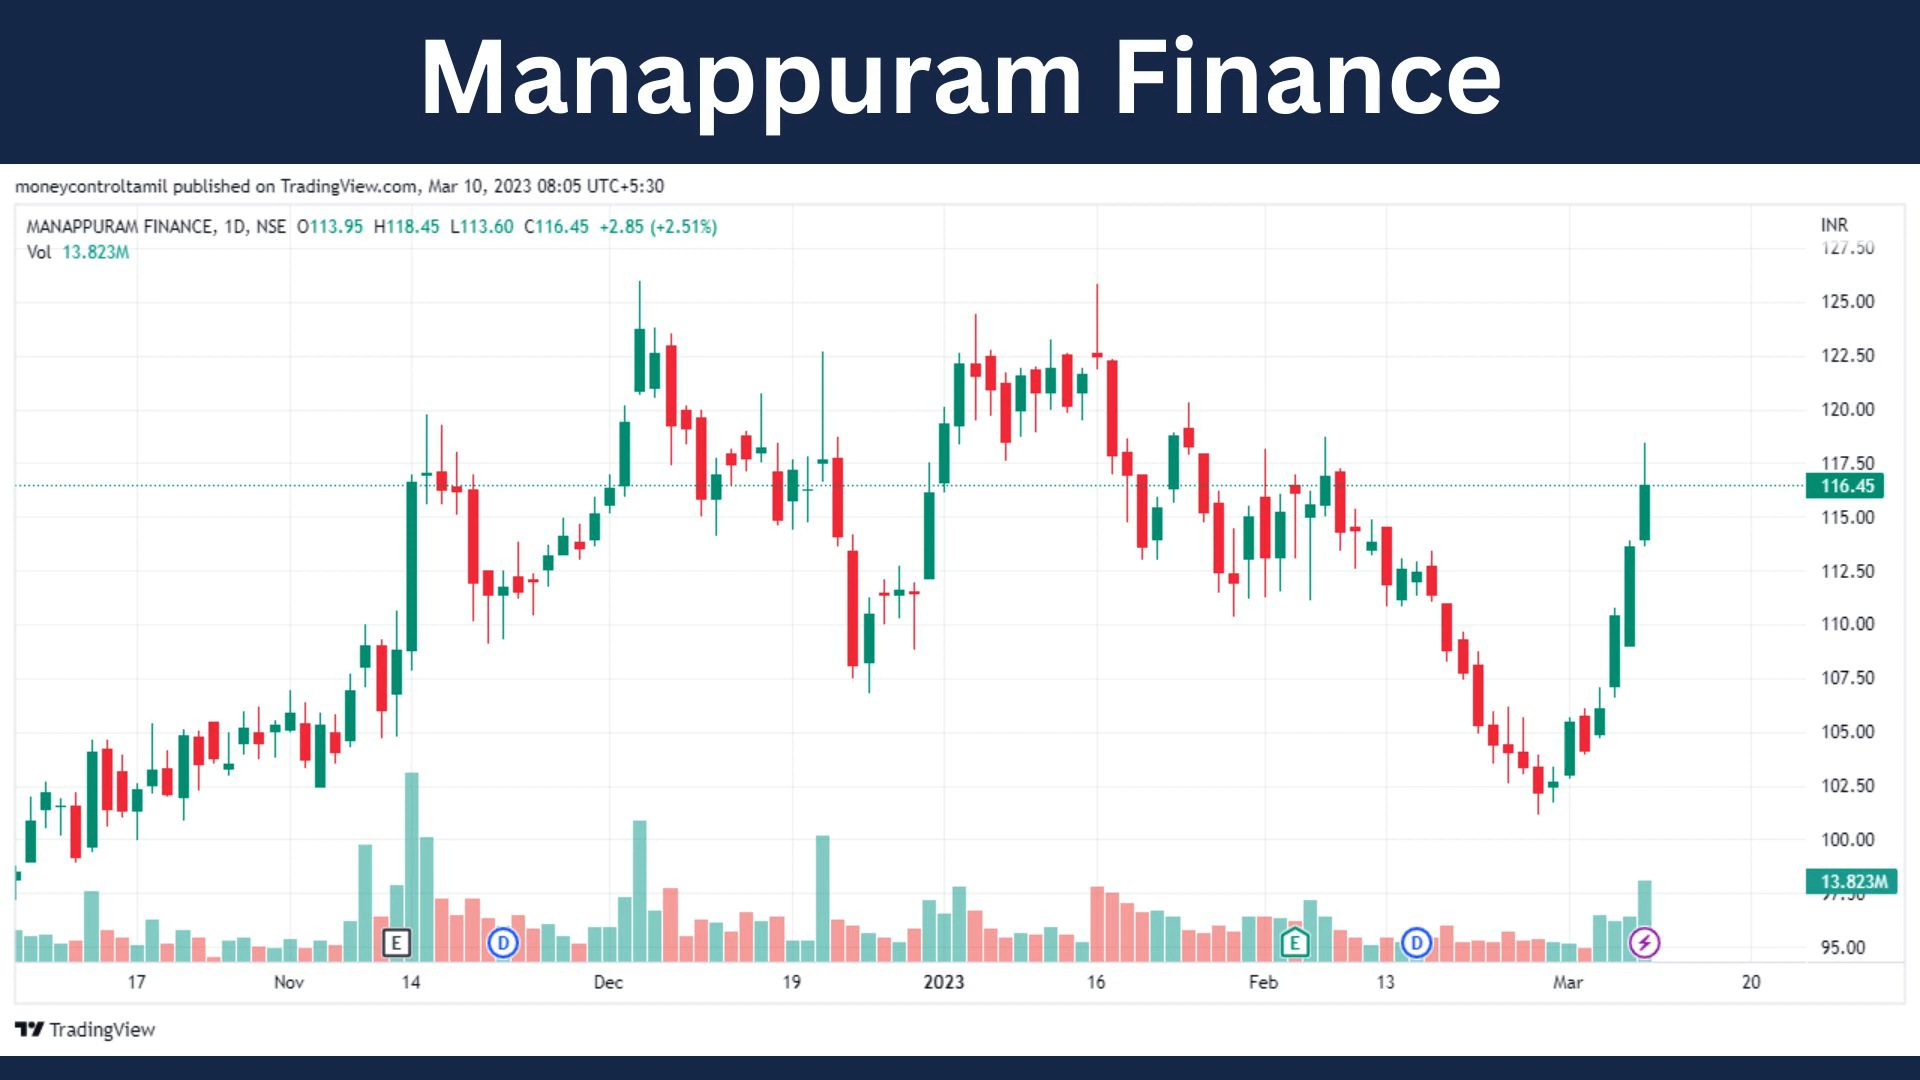 Manappuram Finance
moneycontroltamil published on TradingView.com, Mar 10, 2023 08:05 UTC+5:30
MANAPPURAM FINANCE, 1D, NSE O113.95 H118.45 L113.60 C116.45 +2.85 (+2.51%)
Vol 13.823M
INR
127.50
125.00
122.50
120.00
117.50
116.45
115.00
112.50
110.00
107.50
105.00
102.50
100.00
13.823M
97.50
95.00
E
D
E
D
17
Nov
14
Dec
19
2023
16
Feb
13
Mar
20
TradingView